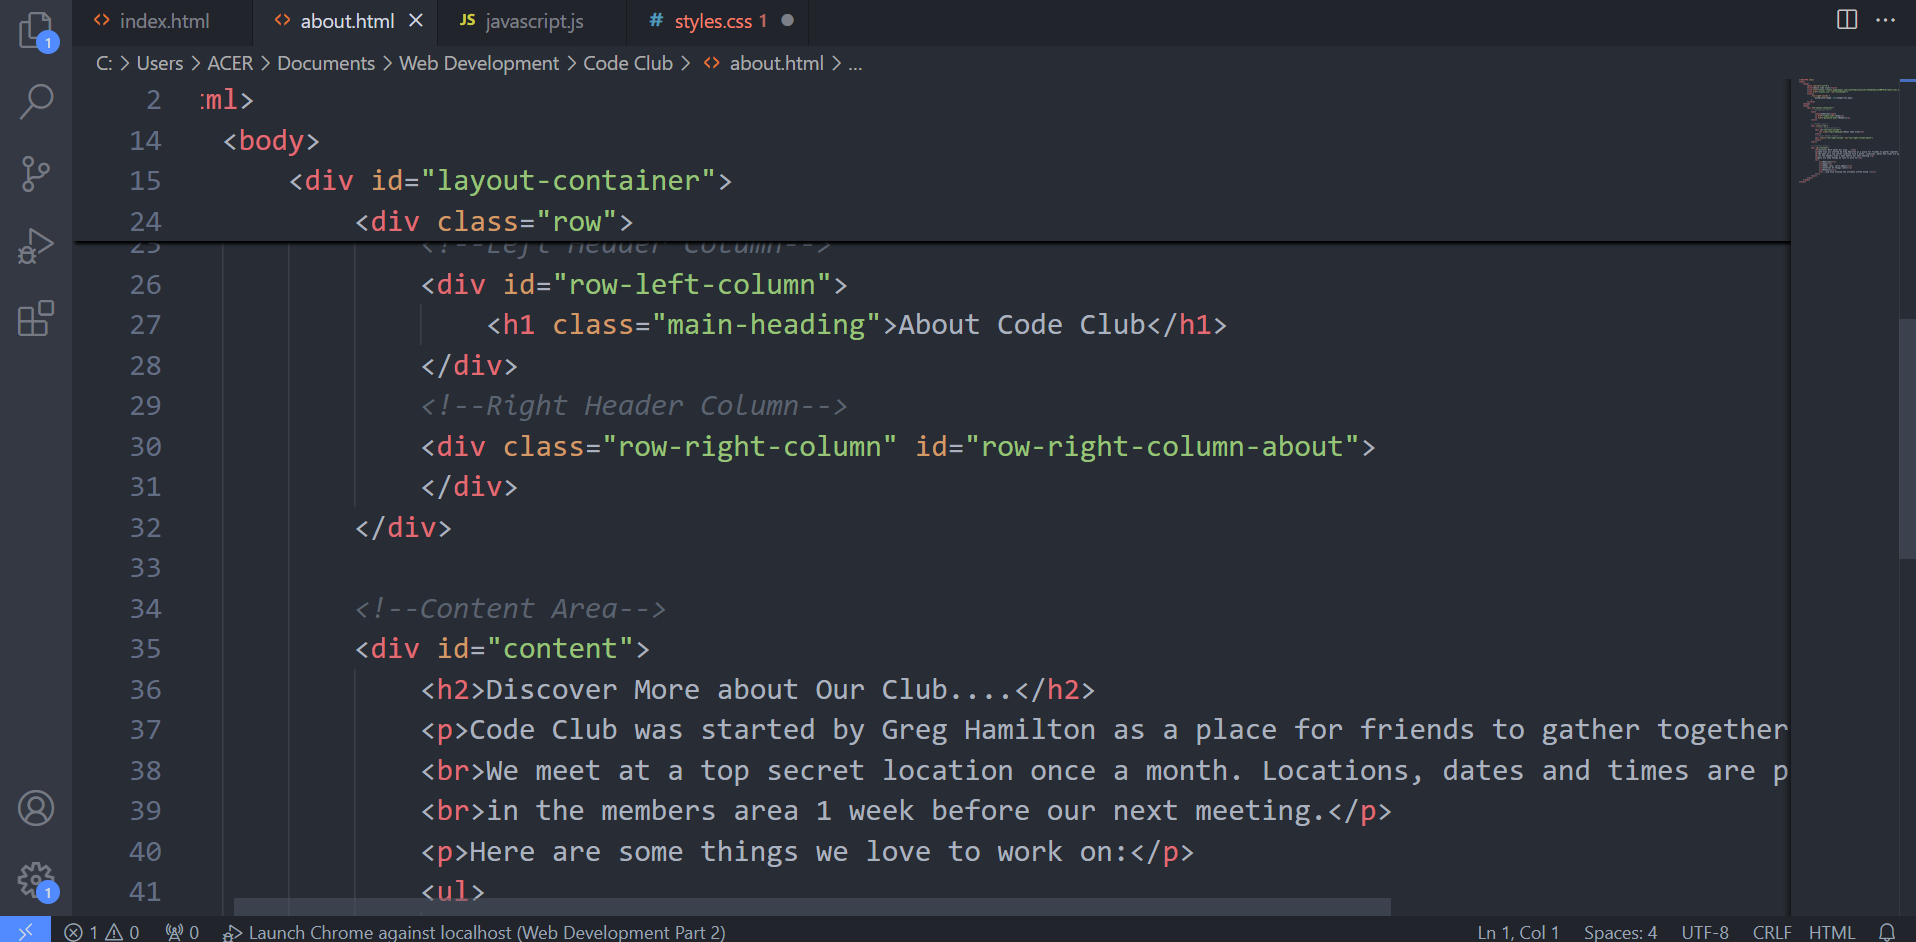 index.html about.html javascript.js styles.css 1
C: > Users > ACER > Documents > Web Development > Code Club > about.html > ...
2 ml>
14 <body>
15 <div id="layout-container">
24 <div class="row">
25 <!--Left Header Column-->
26 <div id="row-left-column">
27 <h1 class="main-heading">About Code Club</h1>
28 </div>
29 <!--Right Header Column-->
30 <div class="row-right-column" id="row-right-column-about">
31 </div>
32 </div>
33
34 <!--Content Area-->
35 <div id="content">
36 <h2>Discover More about Our Club....</h2>
37 <p>Code Club was started by Greg Hamilton as a place for friends to gather together
38 <br>We meet at a top secret location once a month. Locations, dates and times are p
39 <br>in the members area 1 week before our next meeting.</p>
40 <p>Here are some things we love to work on:</p>
41 <ul>
1
1
1 0 0 Launch Chrome against localhost (Web Development Part 2) Ln 1, Col 1 Spaces: 4 UTF-8 CRLF HTML